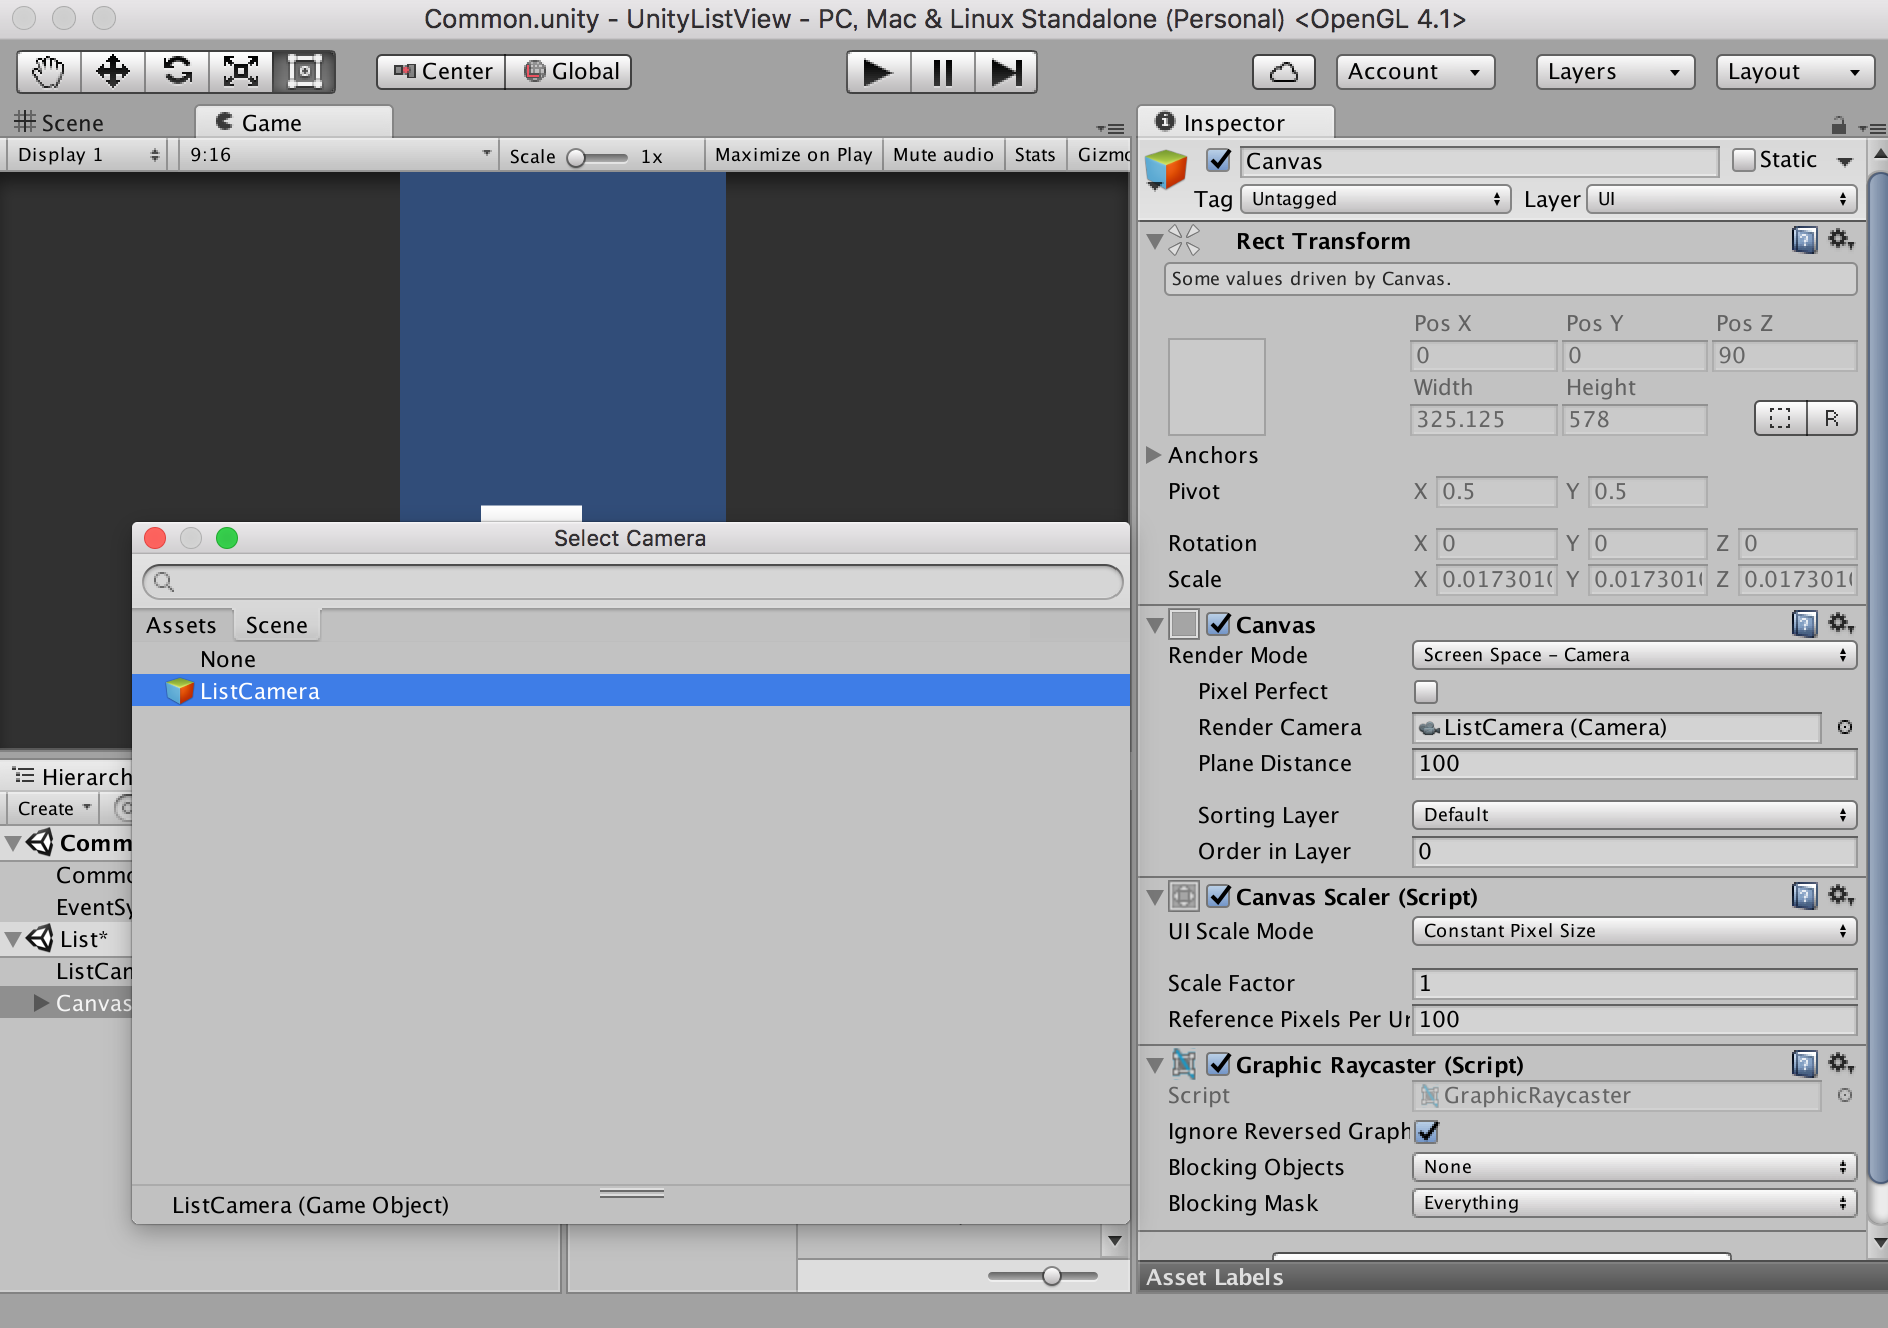 Common.unity - UnityListView - PC, Mac & Linux Standalone (Personal) <OpenGL 4.1>
Center Global Account Layers Layout
Scene Game
Display 1 9:16 Scale 1x Maximize on Play Mute audio Stats Gizmo
Select Camera
Assets Scene
None
ListCamera
ListCamera (Game Object)
Hierarch
Create
Comm
Commo
EventSy
List*
ListCam
Canvas
Inspector
Canvas Static
Tag Untagged Layer UI
Rect Transform
Some values driven by Canvas.
Pos X Pos Y Pos Z
0 0 90
Width Height
325.125 578 R
Anchors
Pivot X 0.5 Y 0.5
Rotation X 0 Y 0 Z 0
Scale X 0.0173010 Y 0.0173010 Z 0.0173010
Canvas
Render Mode Screen Space - Camera
Pixel Perfect
Render Camera ListCamera (Camera)
Plane Distance 100
Sorting Layer Default
Order in Layer 0
Canvas Scaler (Script)
UI Scale Mode Constant Pixel Size
Scale Factor 1
Reference Pixels Per Un 100
Graphic Raycaster (Script)
Script GraphicRaycaster
Ignore Reversed Graph
Blocking Objects None
Blocking Mask Everything
Asset Labels